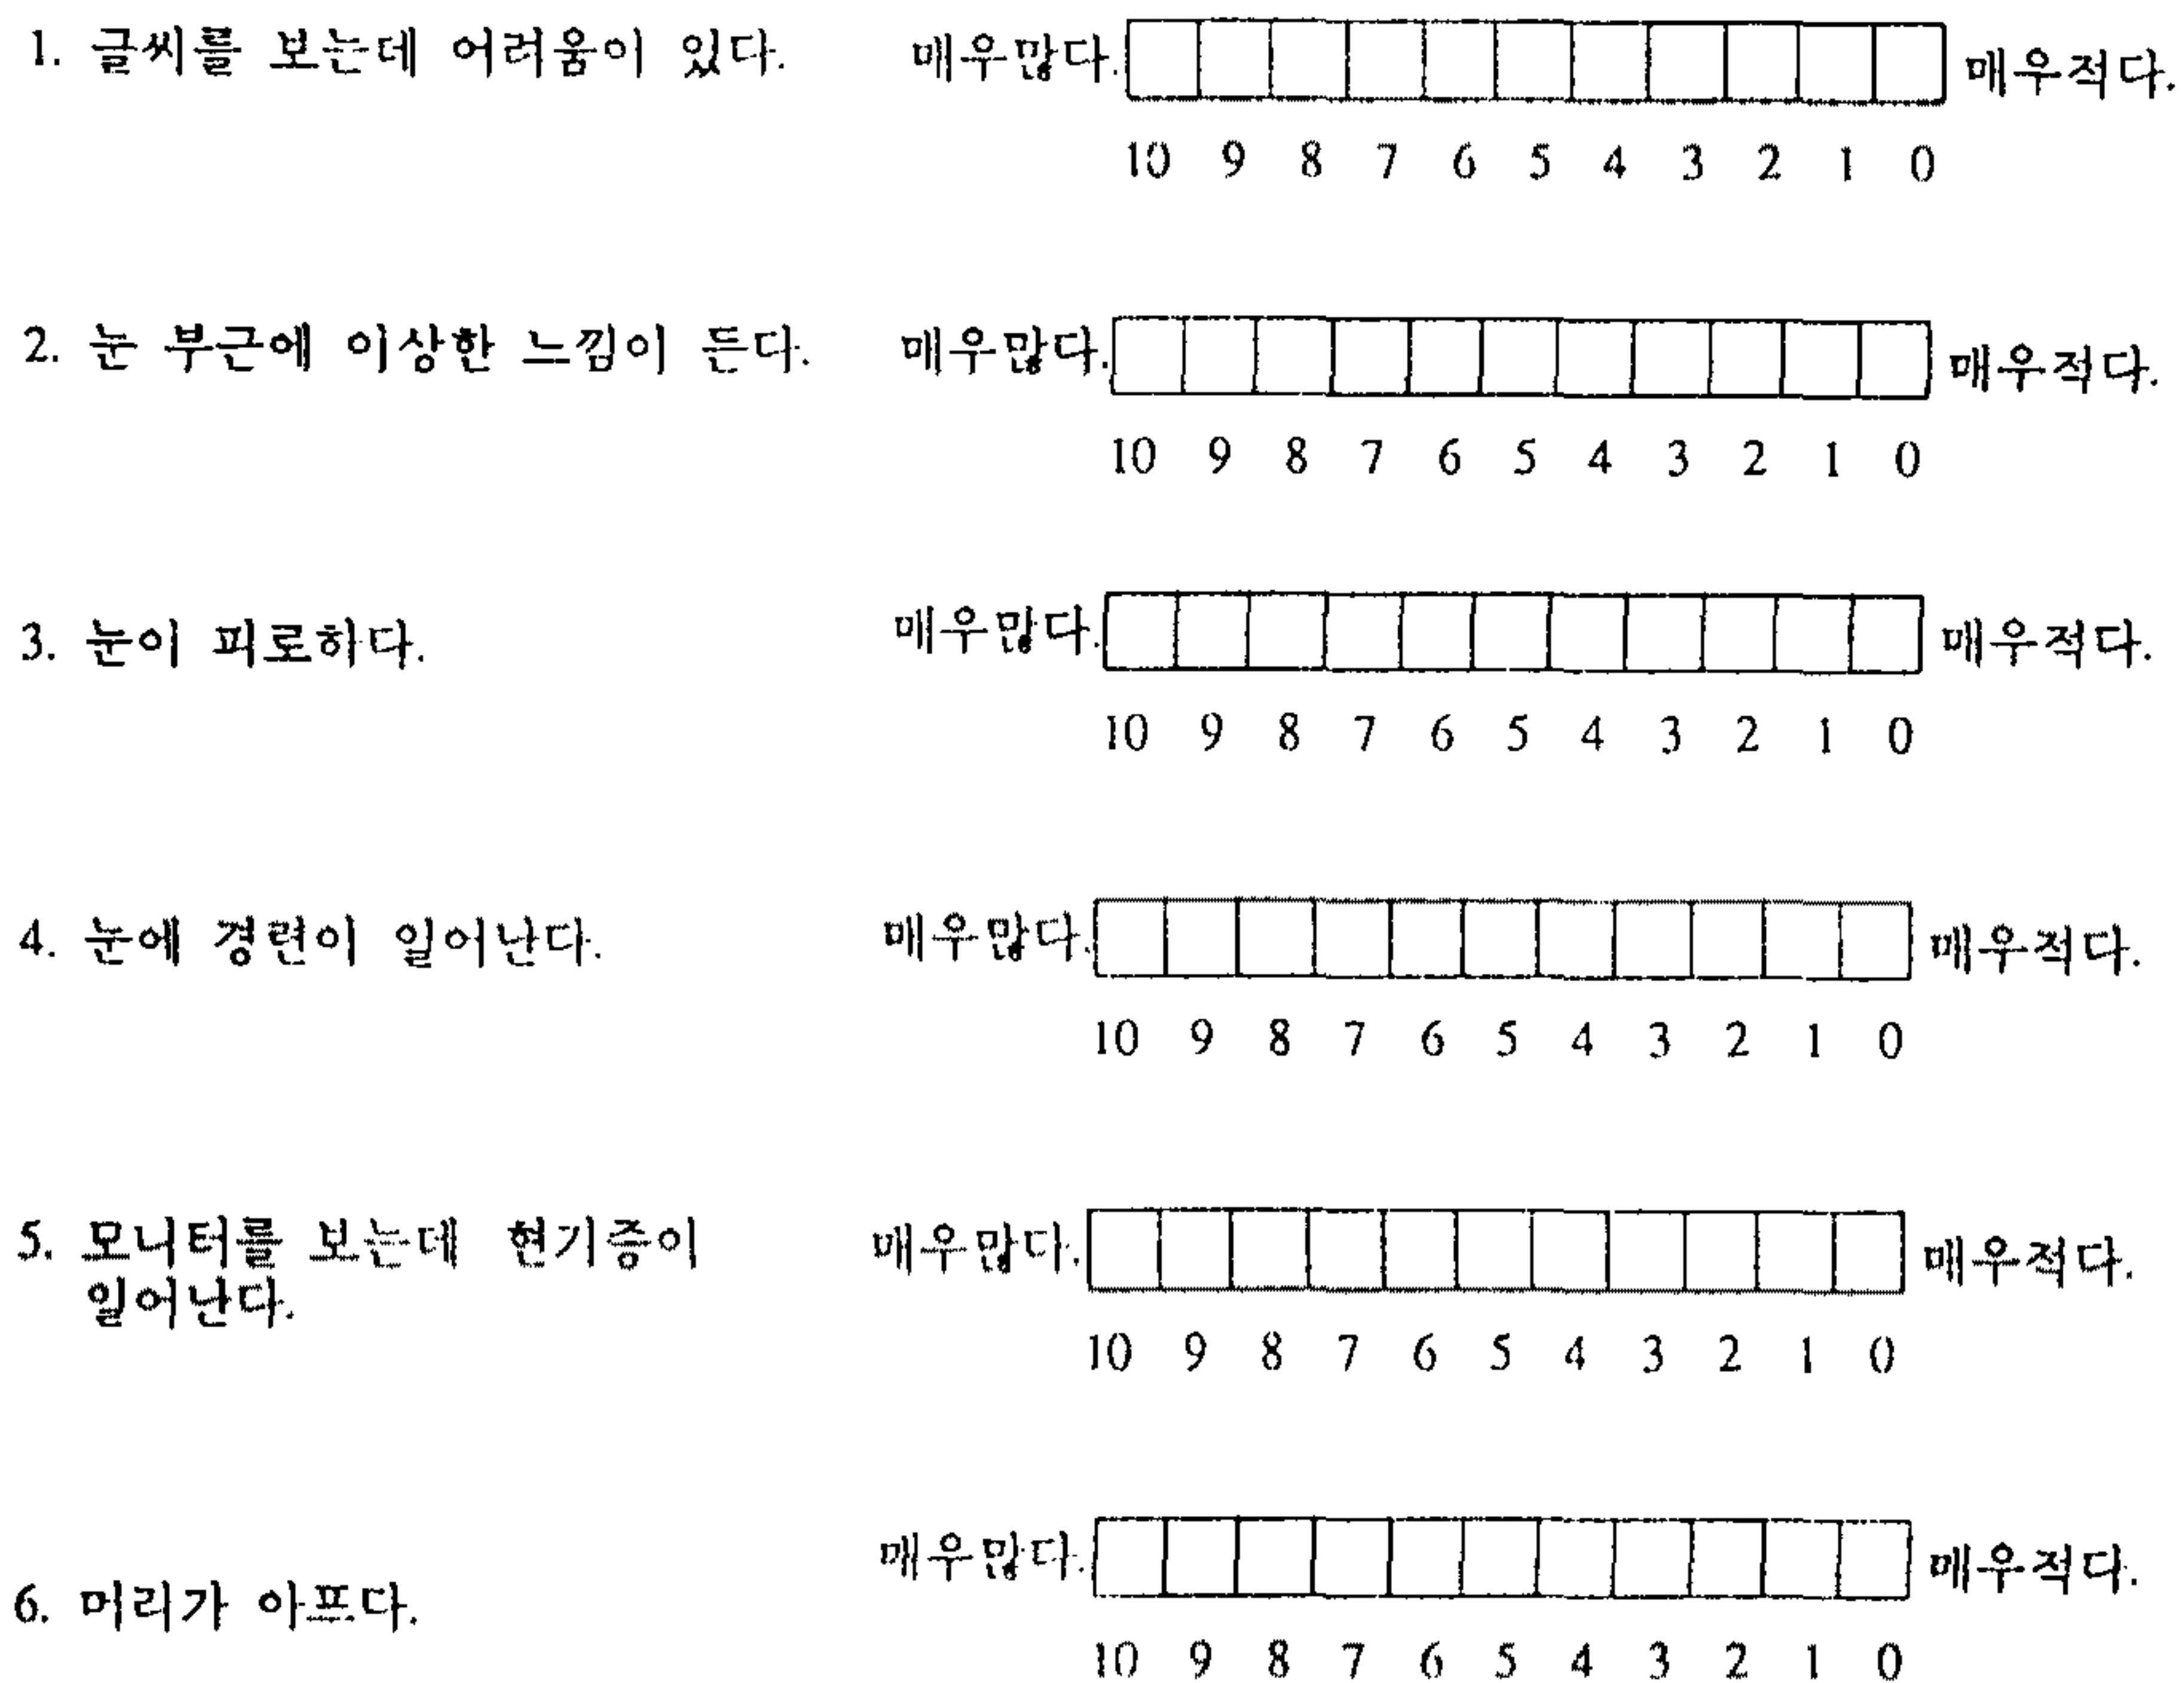 1. 글씨를 보는데 어려움이 있다. 매우많다. 매우적다.
10 9 8 7 6 5 4 3 2 1 0
2. 눈 부근에 이상한 느낌이 든다. 매우많다. 매우적다.
10 9 8 7 6 5 4 3 2 1 0
3. 눈이 피로하다. 매우많다. 매우적다.
10 9 8 7 6 5 4 3 2 1 0
4. 눈에 경련이 일어난다. 매우많다. 매우적다.
10 9 8 7 6 5 4 3 2 1 0
5. 모니터를 보는데 현기증이 매우많다. 매우적다.
일어난다.
10 9 8 7 6 5 4 3 2 1 0
6. 머리가 아프다. 매우많다. 매우적다.
10 9 8 7 6 5 4 3 2 1 0